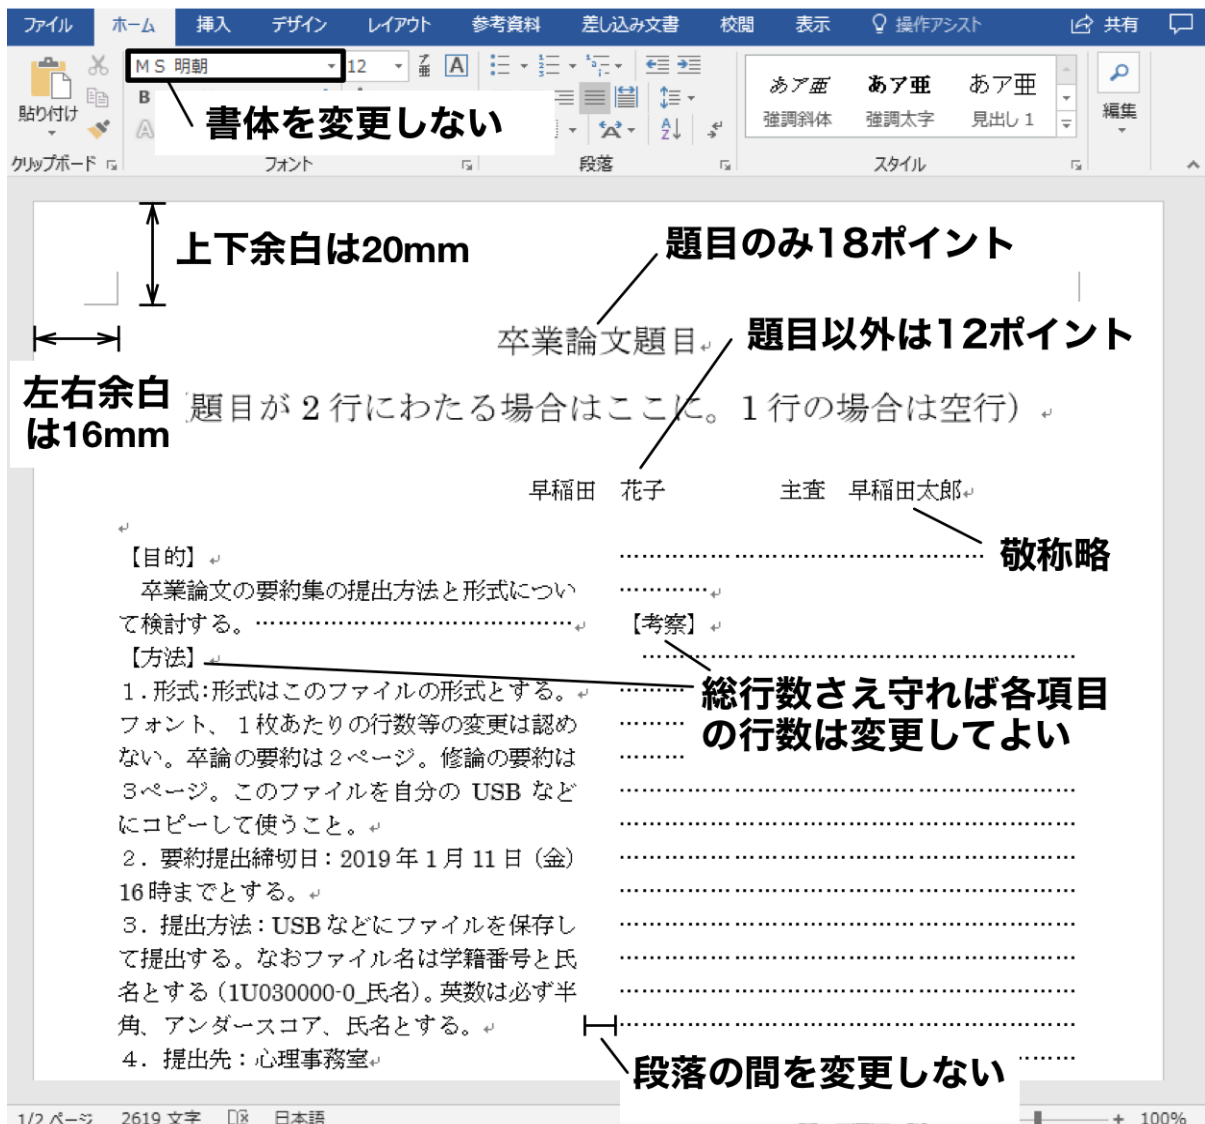 ファイル ホーム 挿入 デザイン レイアウト 参考資料 差し込み文書 校閲 表示 操作アシスト 共有
ＭＳ 明朝 12
貼り付け
B
書体を変更しない
あア亜 あア亜 あア亜
強調斜体 強調太字 見出し 1
編集
クリップボード フォント 段落 スタイル
上下余白は20mm
題目のみ18ポイント
卒業論文題目
題目以外は12ポイント
左右余白
は16mm
題目が 2 行にわたる場合はここに。1 行の場合は空行）
早稲田　花子 主査　早稲田太郎
敬称略
【目的】
卒業論文の要約集の提出方法と形式につい
て検討する。……………………………………
【方法】
１.形式:形式はこのファイルの形式とする。
フォント、１枚あたりの行数等の変更は認め
ない。卒論の要約は２ページ。修論の要約は
３ページ。このファイルを自分の USB など
にコピーして使うこと。
２．要約提出締切日：2019 年 1 月 11 日（金）
16 時までとする。
３．提出方法：USB などにファイルを保存し
て提出する。なおファイル名は学籍番号と氏
名とする（1U030000-0_氏名）。英数は必ず半
角、アンダースコア、氏名とする。
４．提出先：心理事務室
【考察】
総行数さえ守れば各項目
の行数は変更してよい
段落の間を変更しない
1/2 ページ 2619 文字 日本語 100%